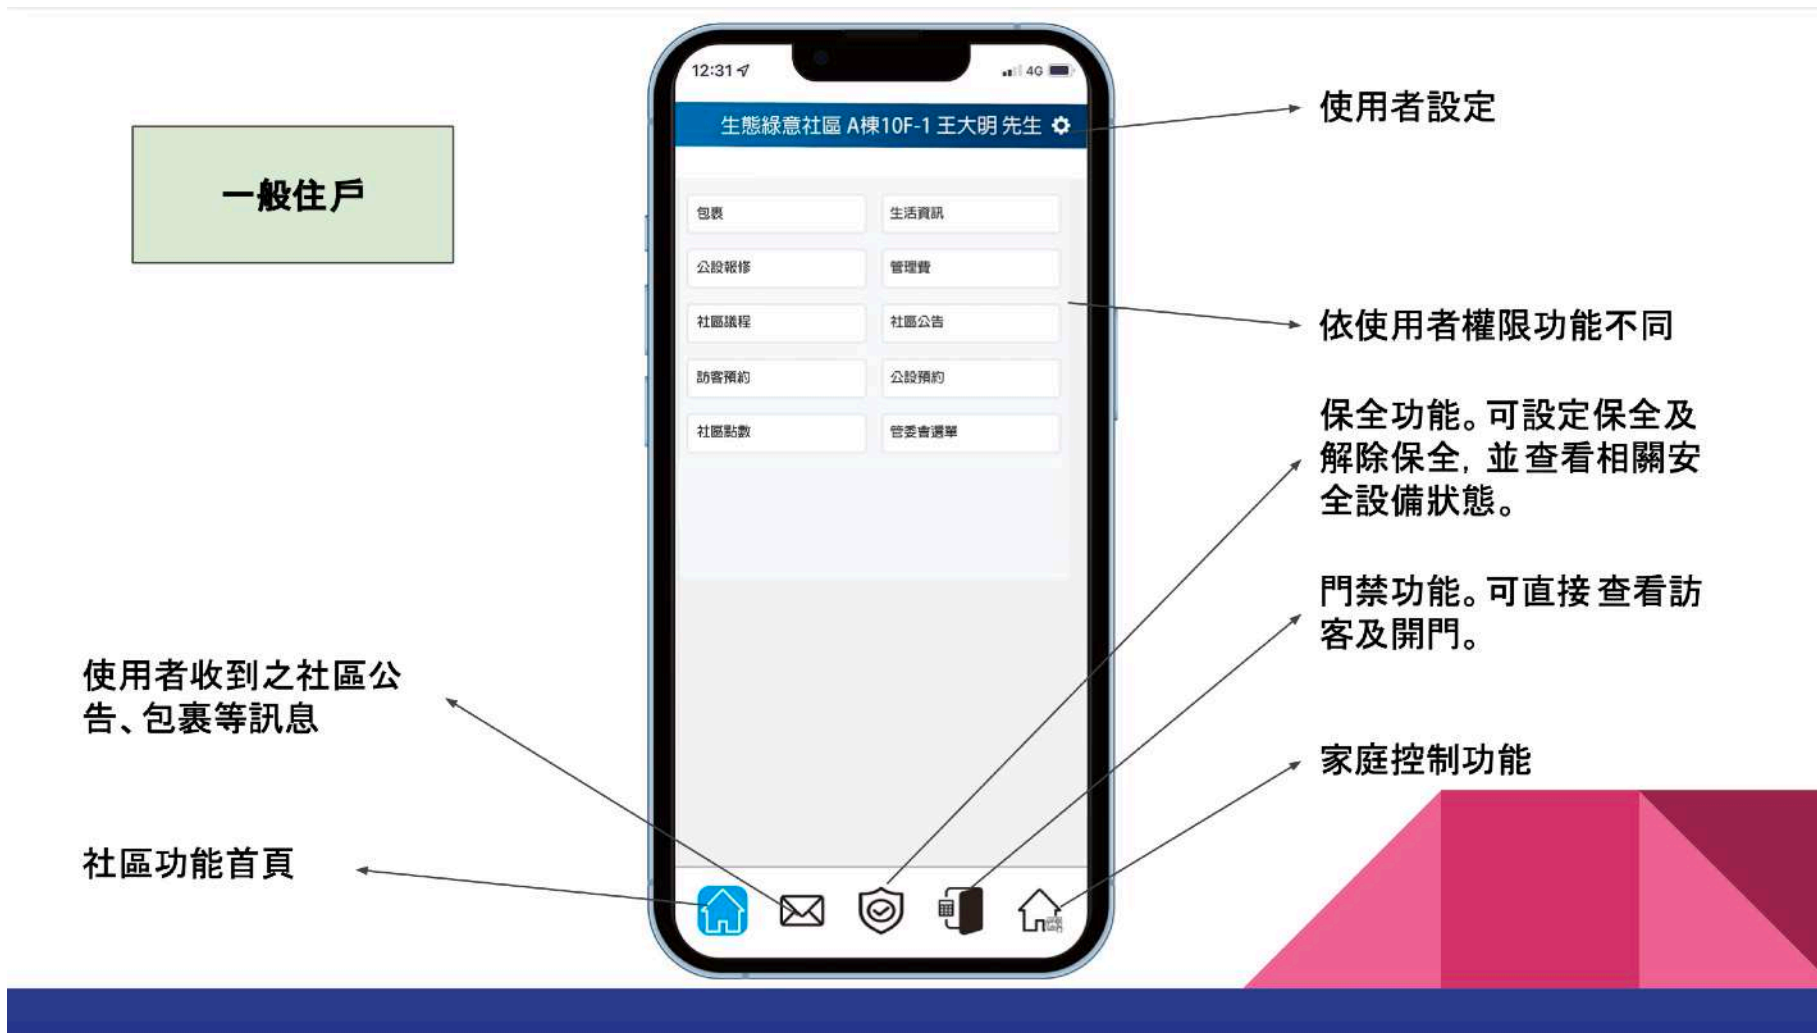 12:31
4G
生態綠意社區 A棟10F-1 王大明 先生
使用者設定
一般住戶
包裹
生活資訊
公設報修
管理費
社區議程
社區公告
訪客預約
公設預約
社區點數
管委會選單
依使用者權限功能不同
保全功能。可設定保全及
解除保全, 並查看相關安
全設備狀態。
門禁功能。可直接查看訪
客及開門。
家庭控制功能
使用者收到之社區公
告、包裹等訊息
社區功能首頁